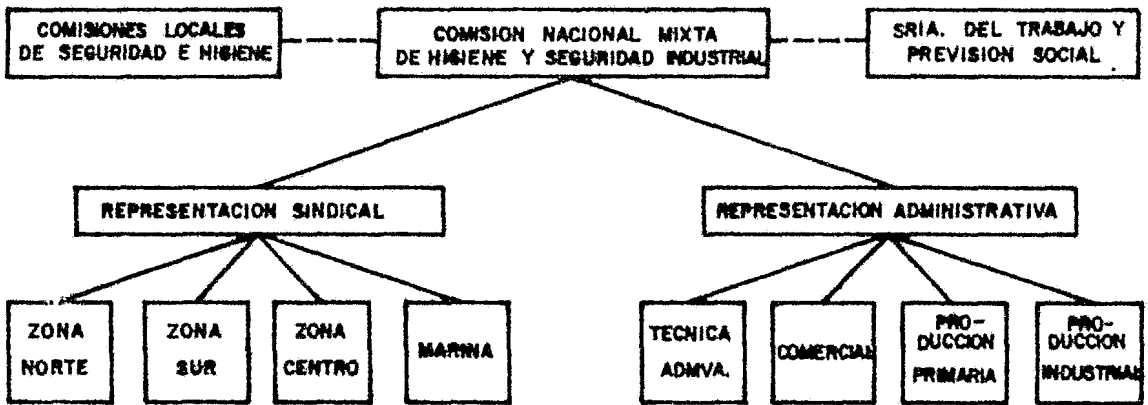 COMISIONES LOCALES
DE SEGURIDAD E HIGIENE
COMISION NACIONAL MIXTA
DE HIGIENE Y SEGURIDAD INDUSTRIAL
SRIA. DEL TRABAJO Y
PREVISION SOCIAL
REPRESENTACION SINDICAL
REPRESENTACION ADMINISTRATIVA
ZONA
NORTE
ZONA
SUR
ZONA
CENTRO
MARINA
TECNICA
ADMVA.
COMERCIAL
PRO-
DUCCION
PRIMARIA
PRO-
DUCCION
INDUSTRIAL